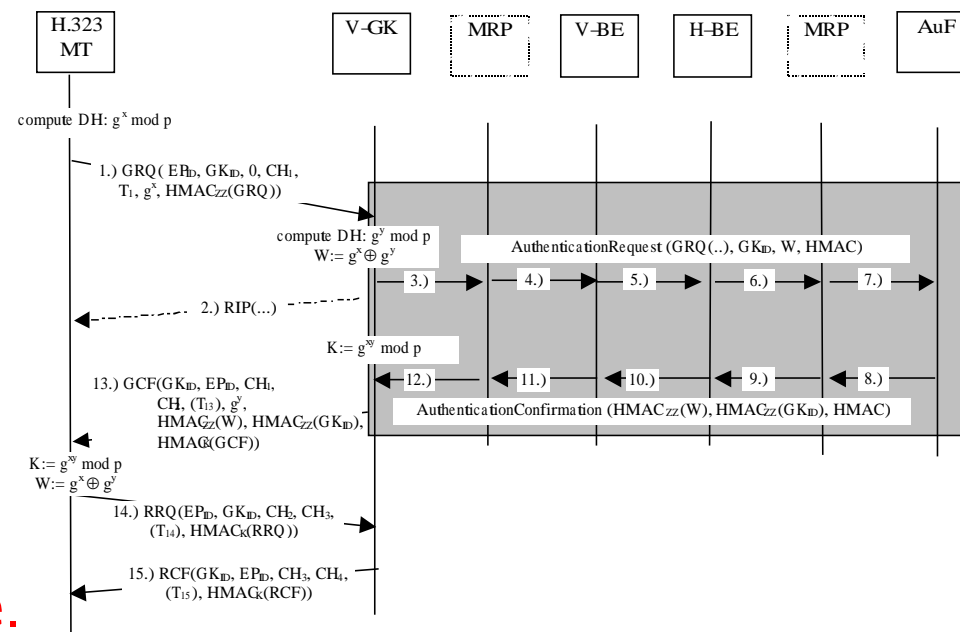 H.323
MT
V-GK
MRP
V-BE
H-BE
MRP
AuF
compute DH: g^x mod p
1.) GRQ( EP_ID, GK_ID, 0, CH_1,
T_1, g^x, HMAC_ZZ(GRQ))
compute DH: g^y mod p
W:= g^x ⊕ g^y
AuthenticationRequest (GRQ(..), GK_ID, W, HMAC)
3.)
4.)
5.)
6.)
7.)
2.) RIP(...)
K:= g^xy mod p
12.)
11.)
10.)
9.)
8.)
13.) GCF(GK_ID, EP_ID, CH_1,
CH, (T_13), g^y,
HMAC_ZZ(W), HMAC_ZZ(GK_ID),
HMAC_K(GCF))
AuthenticationConfirmation (HMAC_ZZ(W), HMAC_ZZ(GK_ID), HMAC)
K:= g^xy mod p
W:= g^x ⊕ g^y
14.) RRQ(EP_ID, GK_ID, CH_2, CH_3,
(T_14), HMAC_K(RRQ))
15.) RCF(GK_ID, EP_ID, CH_3, CH_4,
(T_15), HMAC_K(RCF))